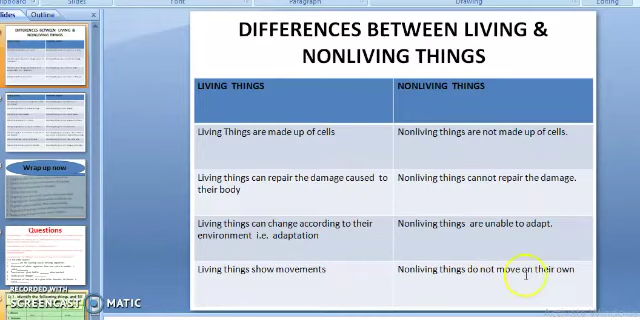 Paragraph
Drawing
Editing
Slides
Outline
DIFFERENCES BETWEEN LIVING &
NONLIVING THINGS
LIVING THINGS
NONLIVING THINGS
Living Things are made up of cells
Nonliving things are not made up of cells.
Living things can repair the damage caused to
their body
Nonliving things cannot repair the damage.
Living things can change according to their
environment i.e. adaptation
Nonliving things are unable to adapt.
Living things show movements
Nonliving things do not move on their own
Wrap up now
Questions
RECORDED WITH
SCREENCAST MATIC